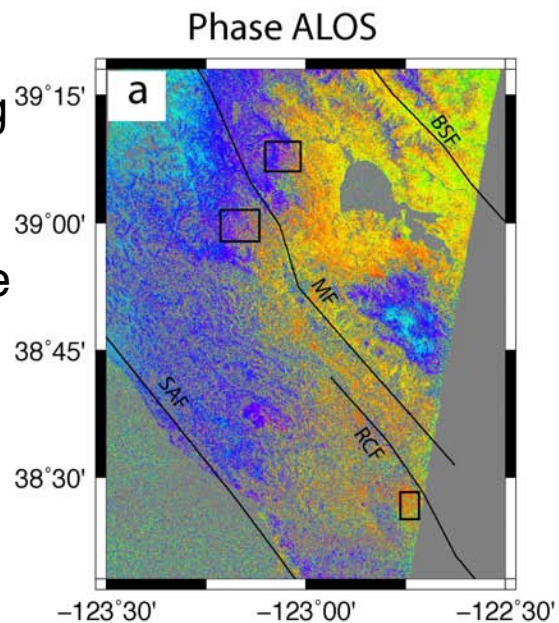 Phase ALOS
a
g
e
39˚15'
39˚00'
38˚45'
38˚30'
BSF
MF
SAF
RCF
−123˚30'
−123˚00'
−122˚30'